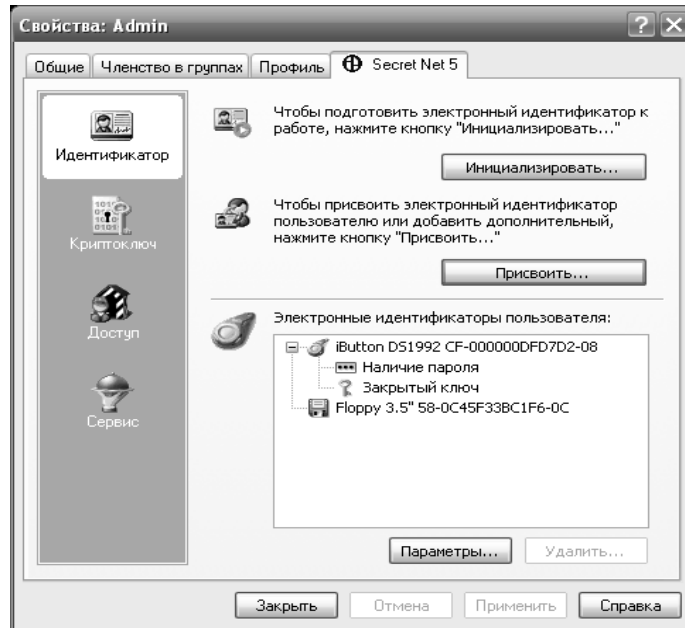 Свойства: Admin
Общие Членство в группах Профиль Secret Net 5
Идентификатор
Криптоключ
Доступ
Сервис
Чтобы подготовить электронный идентификатор к
работе, нажмите кнопку "Инициализировать..."
Инициализировать...
Чтобы присвоить электронный идентификатор
пользователю или добавить дополнительный,
нажмите кнопку "Присвоить..."
Присвоить...
Электронные идентификаторы пользователя:
iButton DS1992 CF-000000DFD7D2-08
Наличие пароля
Закрытый ключ
Floppy 3.5" 58-0C45F33BC1F6-0C
Параметры... Удалить...
Закрыть Отмена Применить Справка